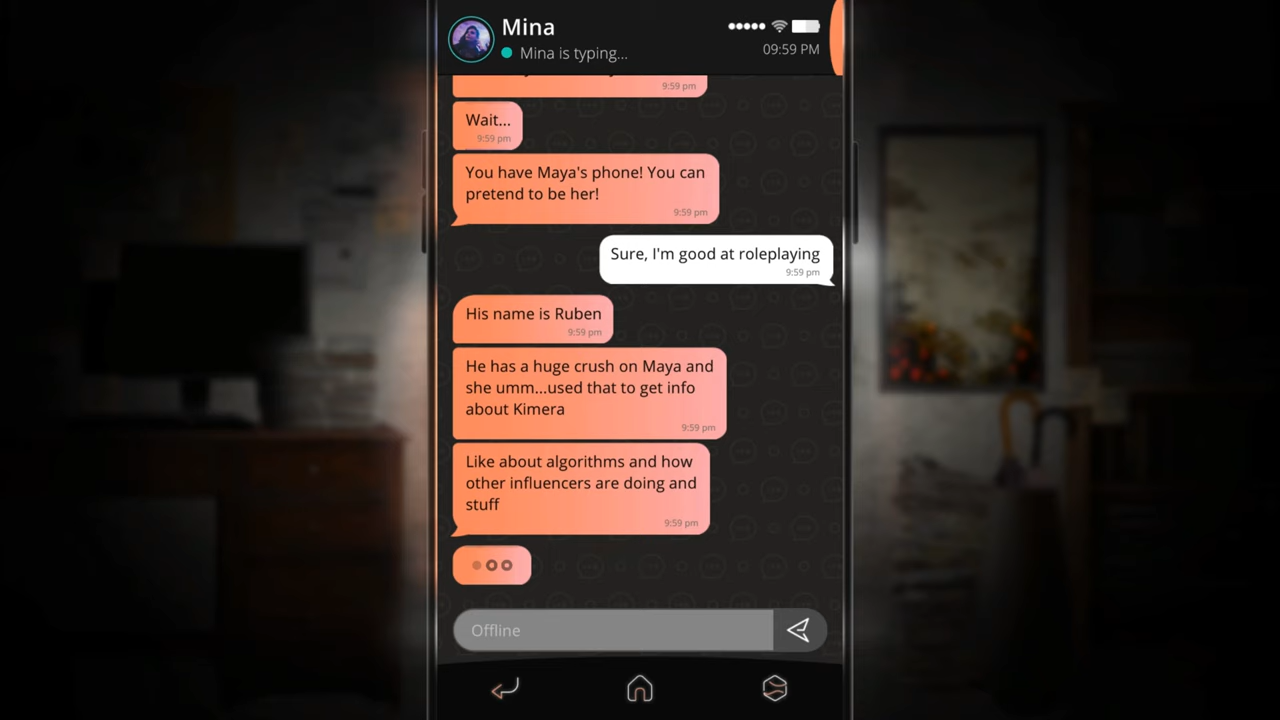 Mina
Mina is typing...
09:59 PM
9:59 pm
Wait...
9:59 pm
You have Maya's phone! You can
pretend to be her!
9:59 pm
Sure, I'm good at roleplaying
9:59 pm
His name is Ruben
9:59 pm
He has a huge crush on Maya and
she umm...used that to get info
about Kimera
9:59 pm
Like about algorithms and how
other influencers are doing and
stuff
9:59 pm
Offline